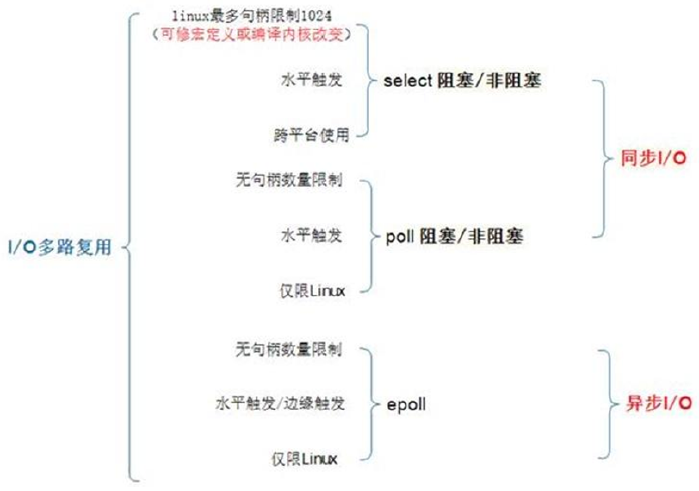 linux最多句柄限制1024
(可修宏定义或编译内核改变)
水平触发
select 阻塞/非阻塞
跨平台使用
同步I/O
无句柄数量限制
水平触发
poll 阻塞/非阻塞
I/O多路复用
仅限Linux
无句柄数量限制
水平触发/边缘触发
epoll
异步I/O
仅限Linux